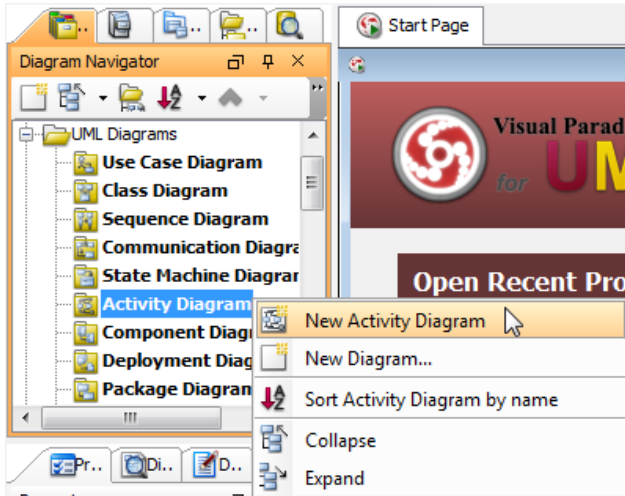 Start Page
Diagram Navigator
UML Diagrams
Use Case Diagram
Class Diagram
Sequence Diagram
Communication Diagra
State Machine Diagrar
Activity Diagram
Component Diagr
Deployment Diag
Package Diagran
Visual Parad
for UM
Open Recent Pro
New Activity Diagram
New Diagram...
Sort Activity Diagram by name
Collapse
Expand
Pr.. Di.. D..